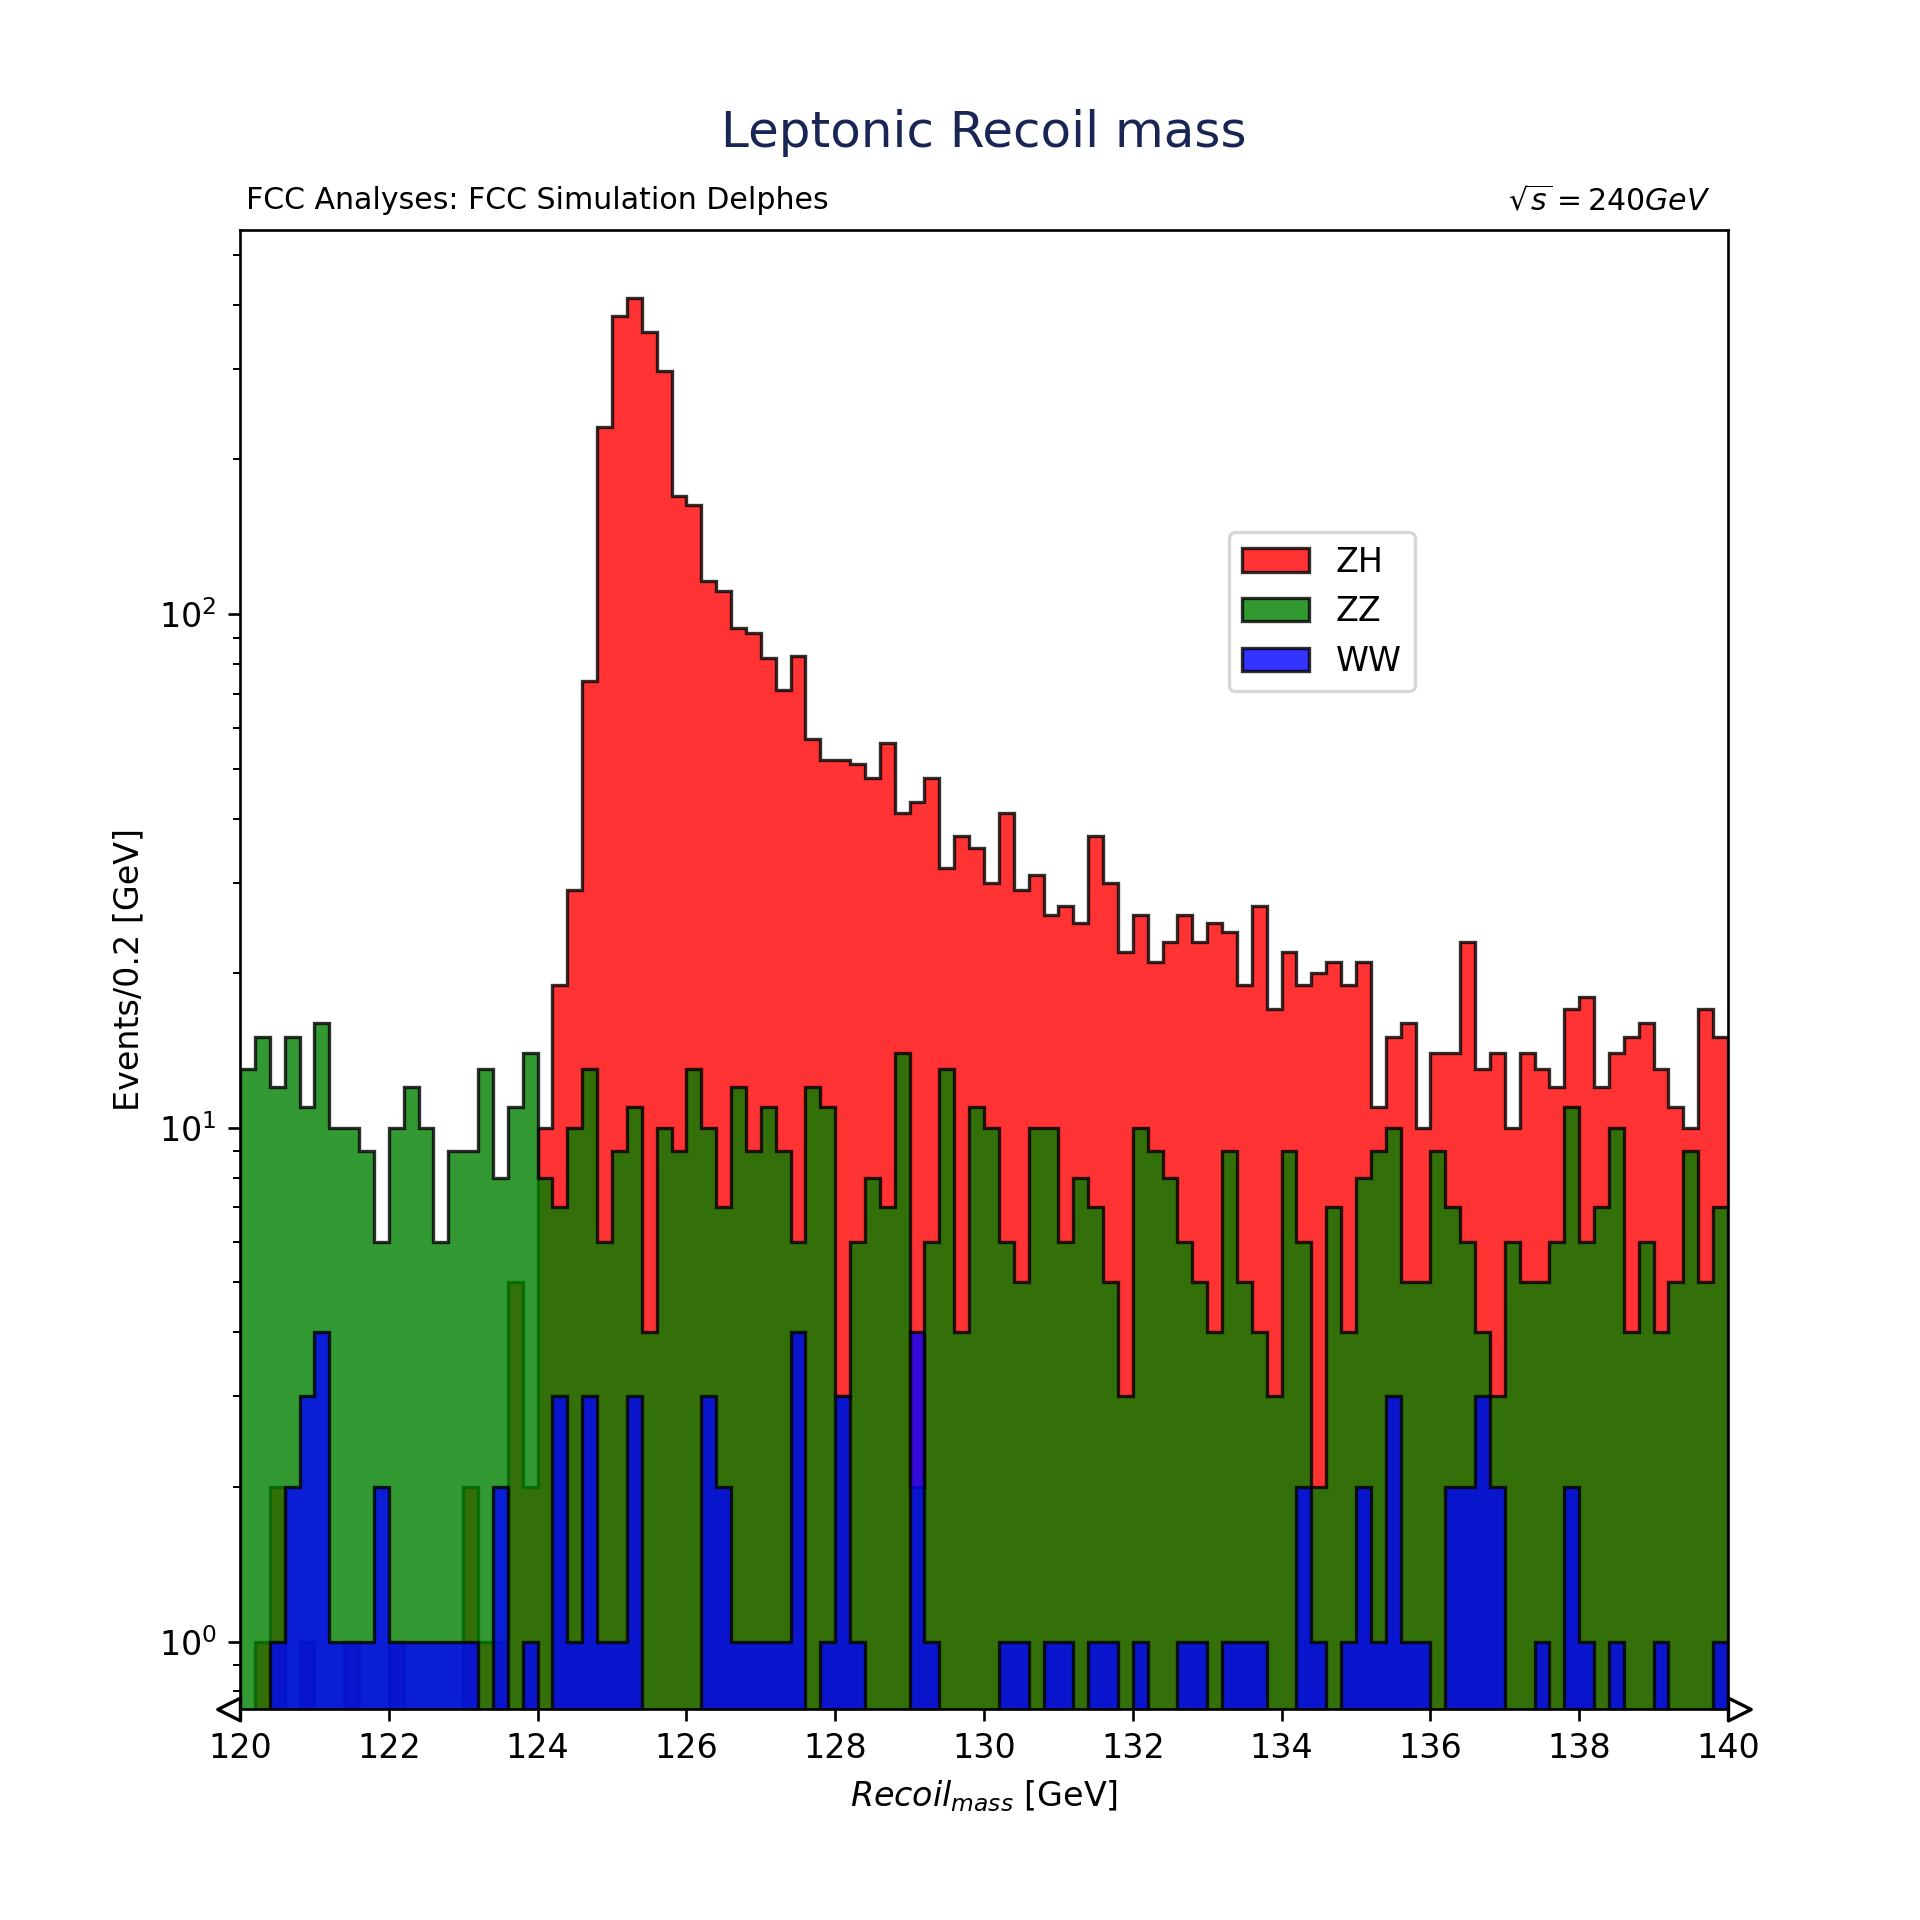 Leptonic Recoil mass
FCC Analyses: FCC Simulation Delphes
√s = 240GeV
ZH
ZZ
WW
Events/0.2 [GeV]
10²
10¹
10⁰
120 122 124 126 128 130 132 134 136 138 140
Recoil_mass [GeV]